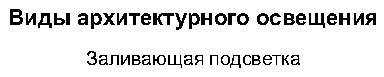 Виды архитектурного освещения
Заливающая подсветка